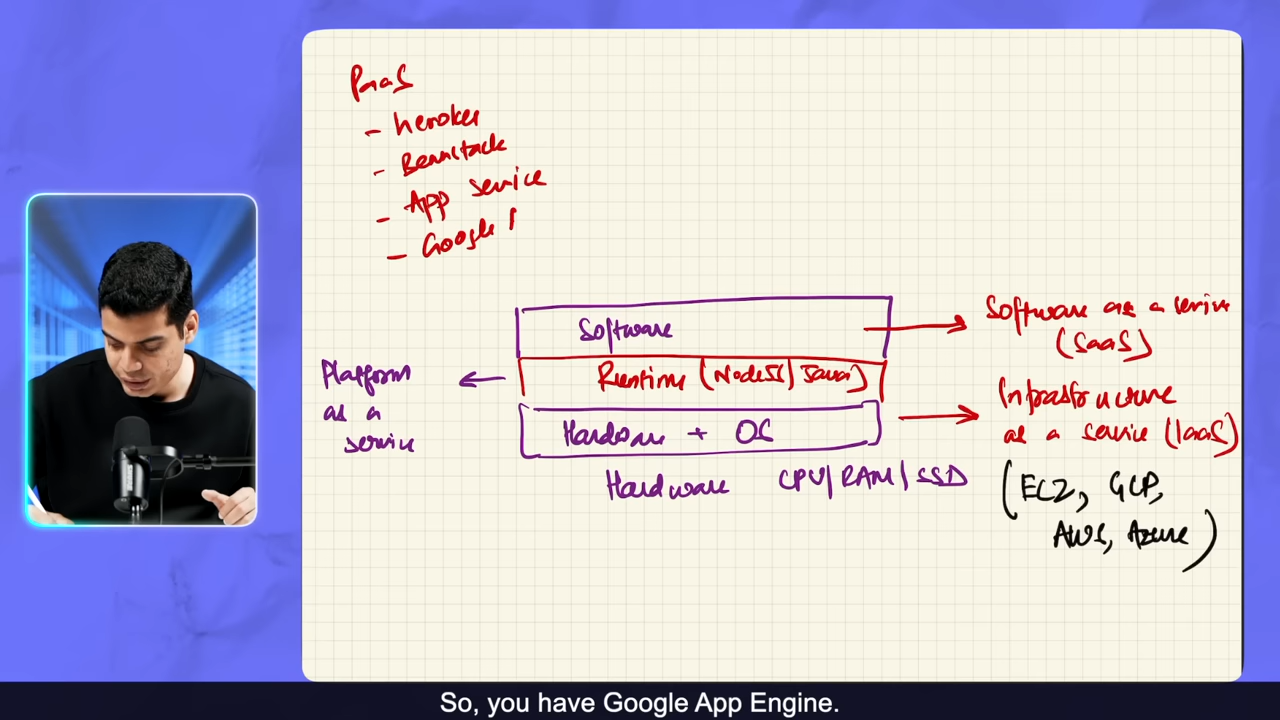 PaaS
- heroku
- Beanstack
- App service
- Google
Software
Software as a service
(SaaS)
Platform
as a
service
Runtime (NodeJS | Java)
Infrastructure
as a service (IaaS)
Hardware + OS
Hardware CPU/RAM/SSD
(EC2, GCP,
AWS, Azure)
So, you have Google App Engine.